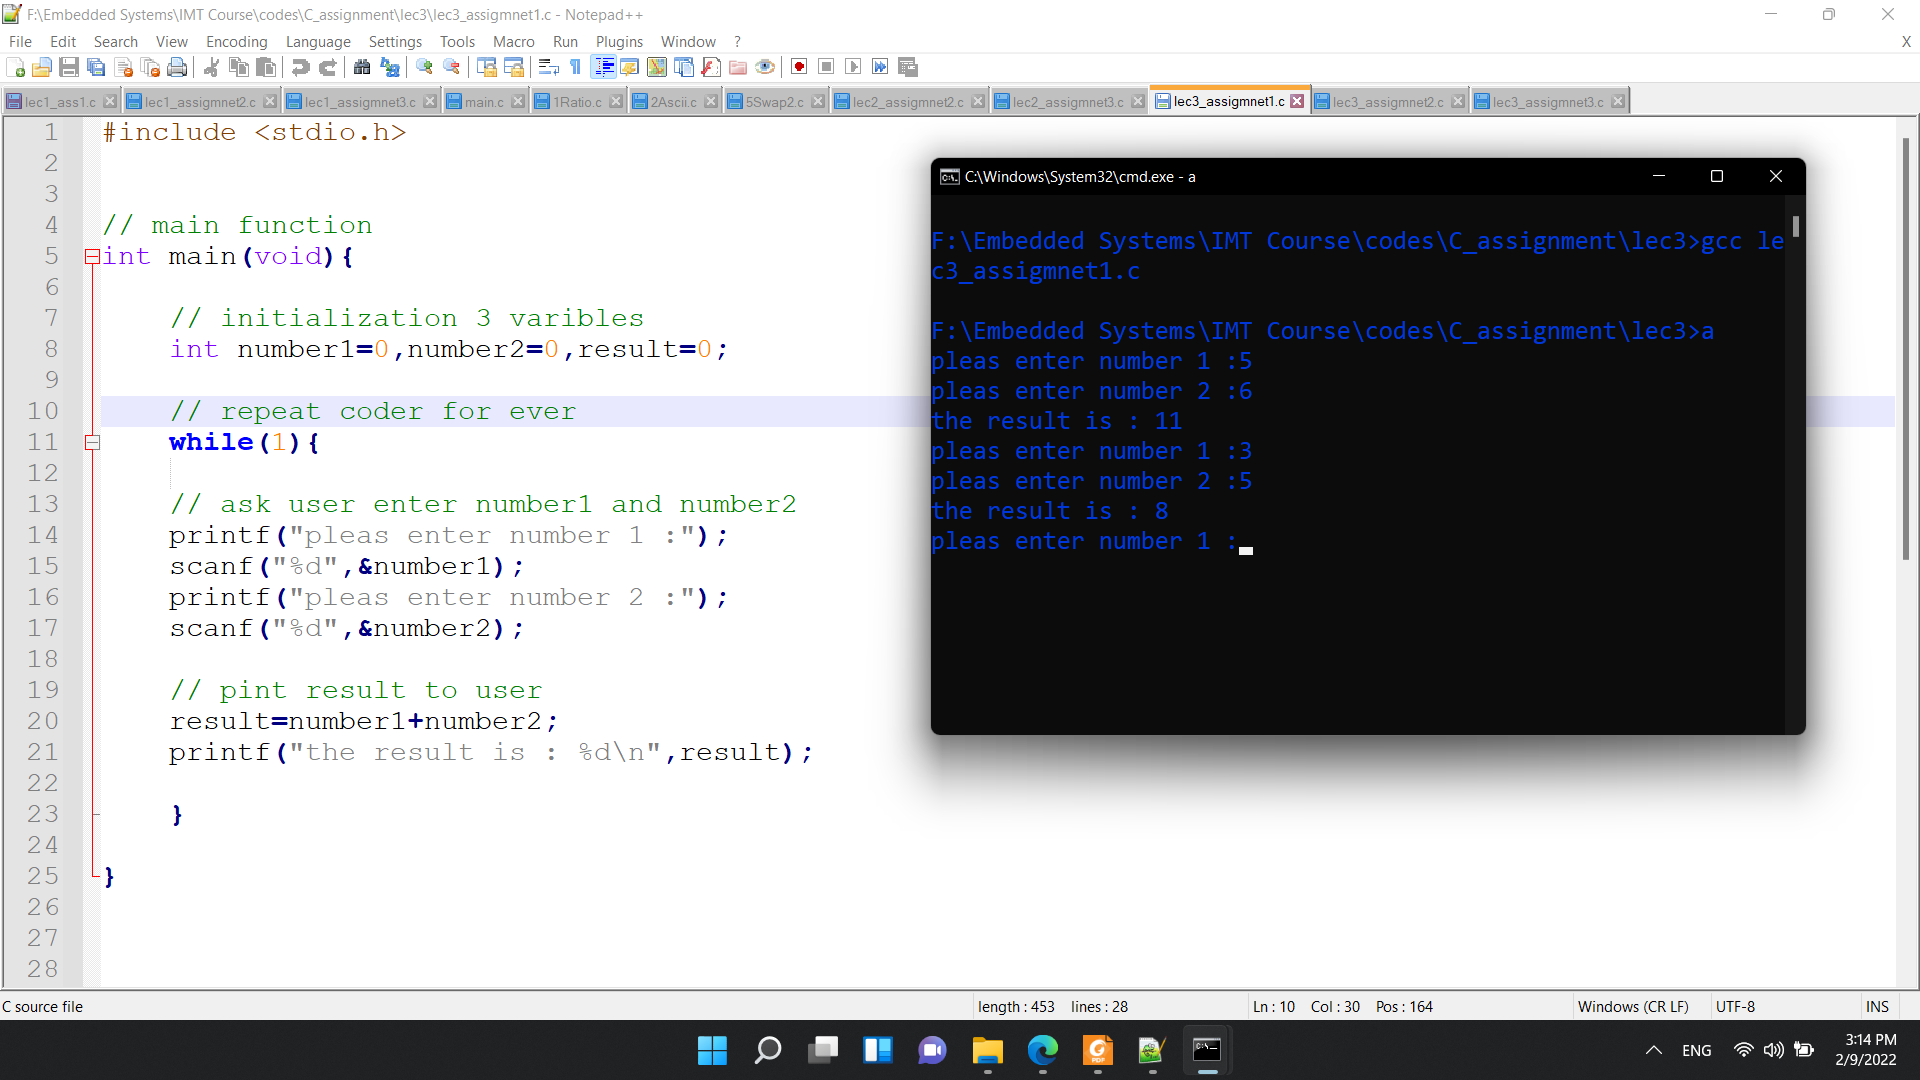 F:\Embedded Systems\IMT Course\codes\C_assignment\lec3\lec3_assigmnet1.c - Notepad++
File Edit Search View Encoding Language Settings Tools Macro Run Plugins Window ? X
lec1_ass1.c lec1_assigmnet2.c lec1_assigmnet3.c main.c 1Ratio.c 2Ascii.c 5Swap2.c lec2_assigmnet2.c lec2_assigmnet3.c lec3_assigmnet1.c lec3_assigmnet2.c lec3_assigmnet3.c
1 #include <stdio.h>
2
3
4 // main function
5 int main(void){
6
7 // initialization 3 varibles
8 int number1=0,number2=0,result=0;
9
10 // repeat coder for ever
11 while(1){
12
13 // ask user enter number1 and number2
14 printf("pleas enter number 1 :");
15 scanf("%d",&number1);
16 printf("pleas enter number 2 :");
17 scanf("%d",&number2);
18
19 // pint result to user
20 result=number1+number2;
21 printf("the result is : %d\n",result);
22
23 }
24
25 }
26
27
28
C:\Windows\System32\cmd.exe - a
F:\Embedded Systems\IMT Course\codes\C_assignment\lec3>gcc le
c3_assigmnet1.c
F:\Embedded Systems\IMT Course\codes\C_assignment\lec3>a
pleas enter number 1 :5
pleas enter number 2 :6
the result is : 11
pleas enter number 1 :3
pleas enter number 2 :5
the result is : 8
pleas enter number 1 :
C source file length : 453 lines : 28 Ln : 10 Col : 30 Pos : 164 Windows (CR LF) UTF-8 INS
ENG 3:14 PM
2/9/2022